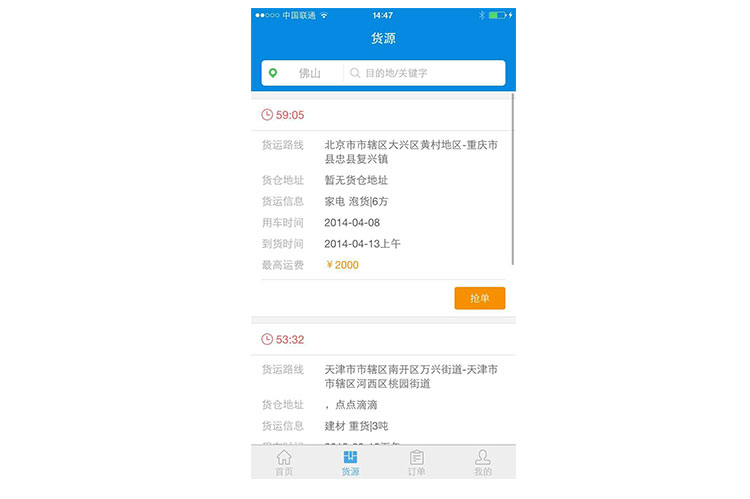 中国联通
14:47
货源
佛山
目的地/关键字
59:05
货运路线 北京市市辖区大兴区黄村地区-重庆市
县忠县复兴镇
货仓地址 暂无货仓地址
货运信息 家电 泡货|6方
用车时间 2014-04-08
到货时间 2014-04-13上午
最高运费 ￥2000
抢单
53:32
货运路线 天津市市辖区南开区万兴街道-天津市
市辖区河西区桃园街道
货仓地址 ，点点滴滴
货运信息 建材 重货|3吨
首页 货源 订单 我的